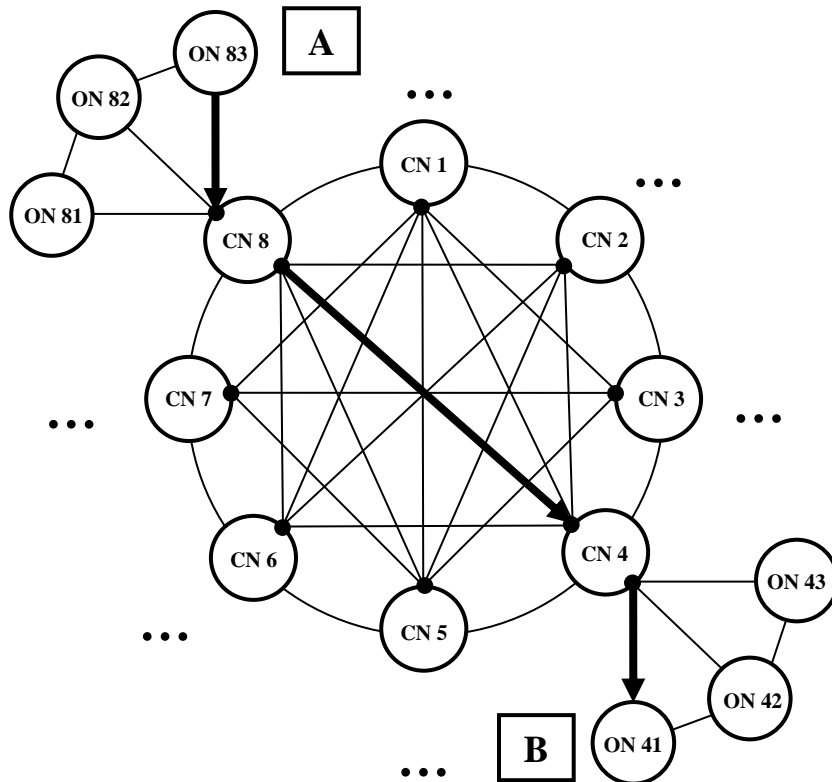 ON 83
A
ON 82
...
CN 1
...
ON 81
CN 8
CN 2
CN 7
CN 3
...
...
CN 6
CN 4
ON 43
CN 5
...
ON 42
ON 41
B
...